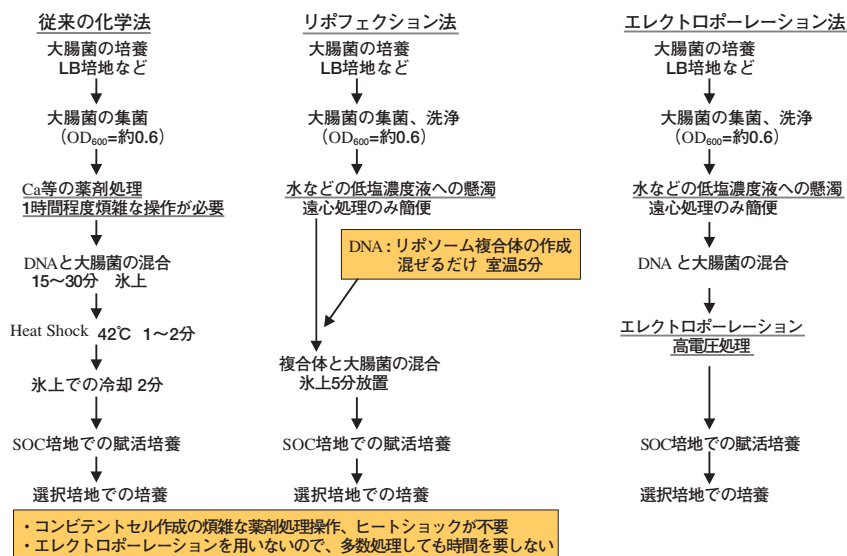 従来の化学法
大腸菌の培養
LB培地など
大腸菌の集菌
（OD600=約0.6）
Ca等の薬剤処理
1時間程度煩雑な操作が必要
DNAと大腸菌の混合
15～30分　氷上
Heat Shock 42℃ 1～2分
氷上での冷却 2分
SOC培地での賦活培養
選択培地での培養
リポフェクション法
大腸菌の培養
LB培地など
大腸菌の集菌、洗浄
（OD600=約0.6）
水などの低塩濃度液への懸濁
遠心処理のみ簡便
DNA：リポソーム複合体の作成
混ぜるだけ 室温5分
複合体と大腸菌の混合
氷上5分放置
SOC培地での賦活培養
選択培地での培養
エレクトロポーレーション法
大腸菌の培養
LB培地など
大腸菌の集菌、洗浄
（OD600=約0.6）
水などの低塩濃度液への懸濁
遠心処理のみ簡便
DNA と大腸菌の混合
エレクトロポーレーション
高電圧処理
SOC培地での賦活培養
選択培地での培養
・コンピテントセル作成の煩雑な薬剤処理操作、ヒートショックが不要
・エレクトロポーレーションを用いないので、多数処理しても時間を要しない